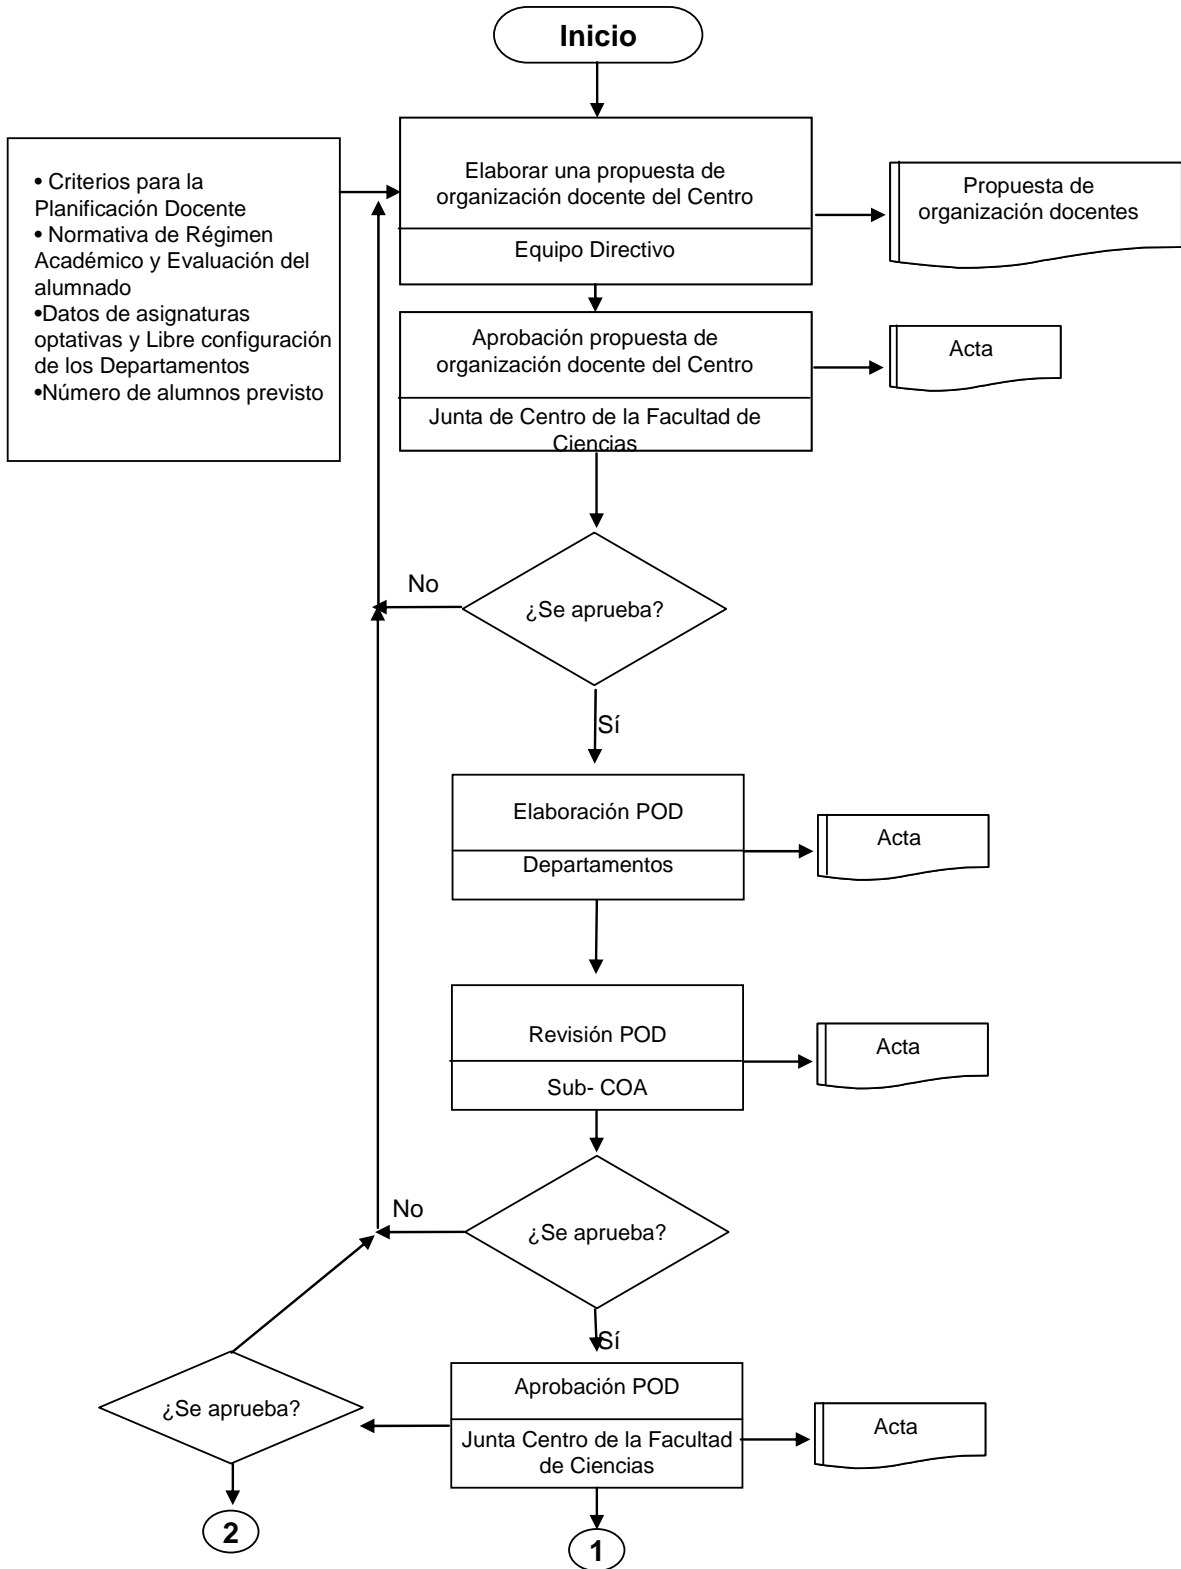 Inicio
• Criterios para la
Planificación Docente
• Normativa de Régimen
Académico y Evaluación del
alumnado
•Datos de asignaturas
optativas y Libre configuración
de los Departamentos
•Número de alumnos previsto
Elaborar una propuesta de
organización docente del Centro
Equipo Directivo
Propuesta de
organización docentes
Aprobación propuesta de
organización docente del Centro
Junta de Centro de la Facultad de
Ciencias
Acta
No
¿Se aprueba?
Sí
Elaboración POD
Departamentos
Acta
Revisión POD
Sub- COA
Acta
No
¿Se aprueba?
Sí
¿Se aprueba?
Aprobación POD
Junta Centro de la Facultad
de Ciencias
Acta
2
1